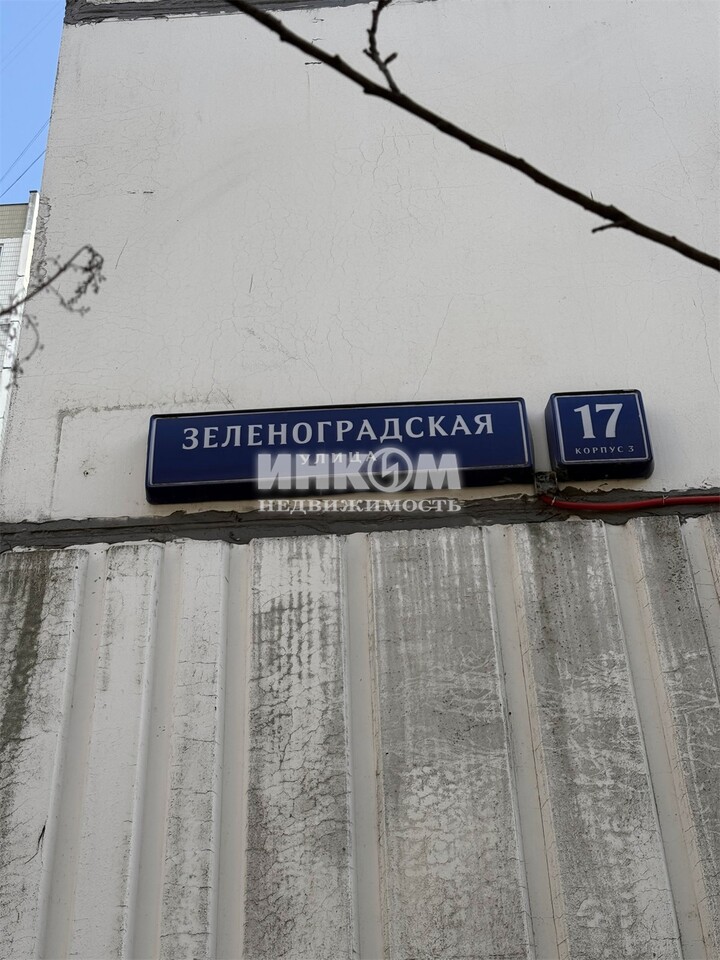 ЗЕЛЕНОГРАДСКАЯ
УЛИЦА
17
КОРПУС 3
ИНКОМ
НЕДВИЖИМОСТЬ